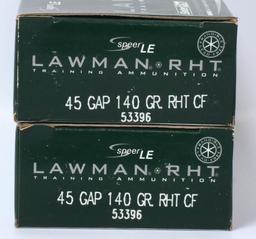 speer LE
LAWMAN® RHT
TRAINING AMMUNITION
45 GAP 140 GR. RHT CF
53396
speer LE
LAWMAN® RHT
TRAINING AMMUNITION
45 GAP 140 GR. RHT CF
53396